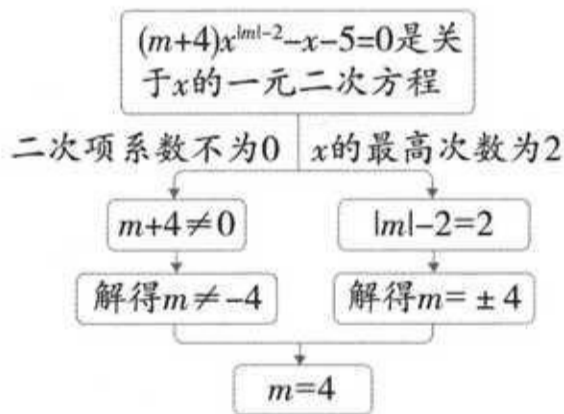 (m+4)x^{|m|-2}-x-5=0是关
于x的一元二次方程
二次项系数不为0
x的最高次数为2
m+4≠0
|m|-2=2
解得m≠-4
解得m=±4
m=4